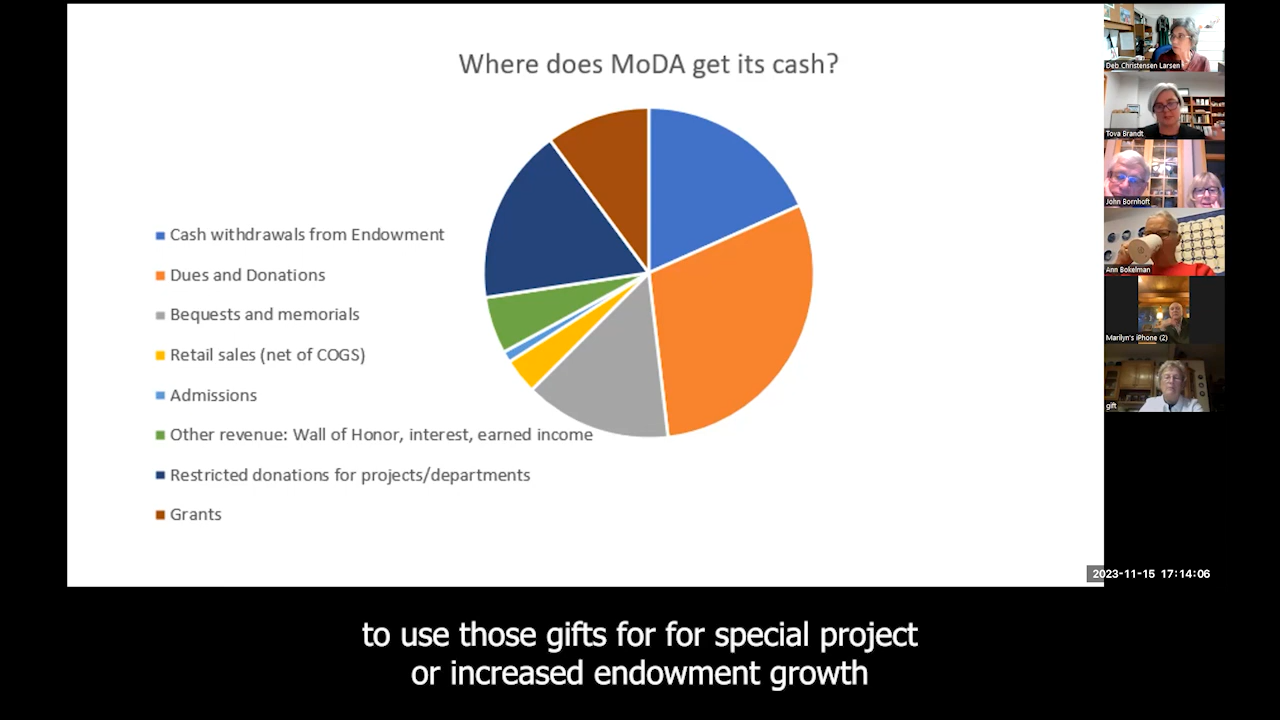 Where does MoDA get its cash?
Cash withdrawals from Endowment
Dues and Donations
Bequests and memorials
Retail sales (net of COGS)
Admissions
Other revenue: Wall of Honor, interest, earned income
Restricted donations for projects/departments
Grants
Deb Christensen Larsen
Tova Brandt
John Bornhoft
Ann Bokelman
Marilyn's iPhone (2)
gift
2023-11-15 17:14:06
to use those gifts for for special project
or increased endowment growth